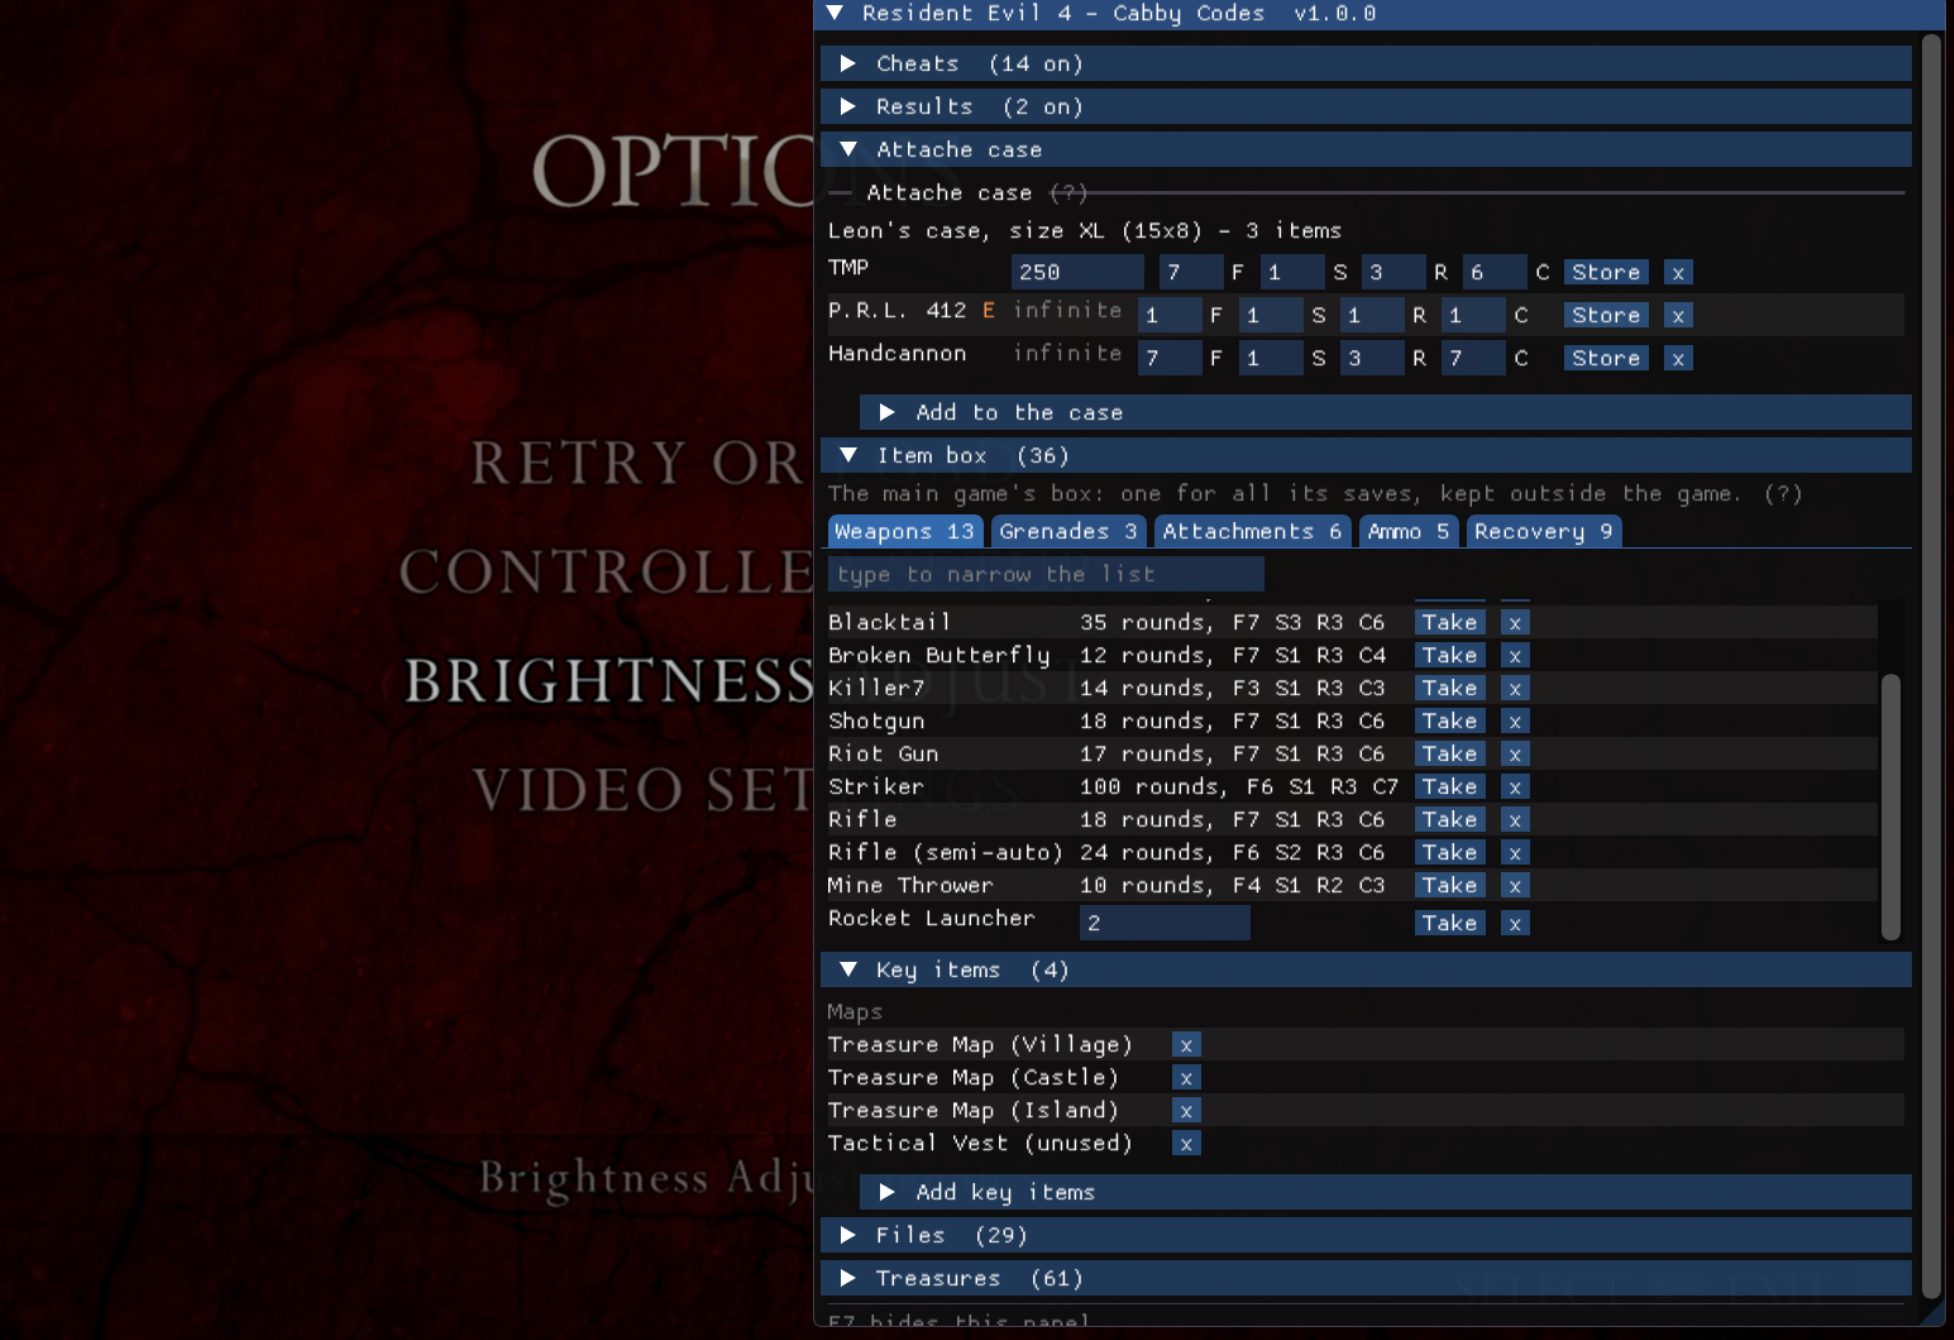 Resident Evil 4 - Cabby Codes v1.0.0
Cheats (14 on)
Results (2 on)
Attache case
Attache case (?)
Leon's case, size XL (15x8) - 3 items
TMP 250 7 F 1 S 3 R 6 C Store x
P.R.L. 412 E infinite 1 F 1 S 1 R 1 C Store x
Handcannon infinite 7 F 1 S 3 R 7 C Store x
Add to the case
Item box (36)
The main game's box: one for all its saves, kept outside the game. (?)
Weapons 13 Grenades 3 Attachments 6 Ammo 5 Recovery 9
type to narrow the list
Blacktail 35 rounds, F7 S3 R3 C6 Take x
Broken Butterfly 12 rounds, F7 S1 R3 C4 Take x
Killer7 14 rounds, F3 S1 R3 C3 Take x
Shotgun 18 rounds, F7 S1 R3 C6 Take x
Riot Gun 17 rounds, F7 S1 R3 C6 Take x
Striker 100 rounds, F6 S1 R3 C7 Take x
Rifle 18 rounds, F7 S1 R3 C6 Take x
Rifle (semi-auto) 24 rounds, F6 S2 R3 C6 Take x
Mine Thrower 10 rounds, F4 S1 R2 C3 Take x
Rocket Launcher 2 Take x
Key items (4)
Maps
Treasure Map (Village) x
Treasure Map (Castle) x
Treasure Map (Island) x
Tactical Vest (unused) x
Add key items
Files (29)
Treasures (61)
F7 hides this panel
OPTIONS
RETRY OR LOAD
CONTROLLE
BRIGHTNESS ADJUST
VIDEO SETTINGS
Brightness Adju